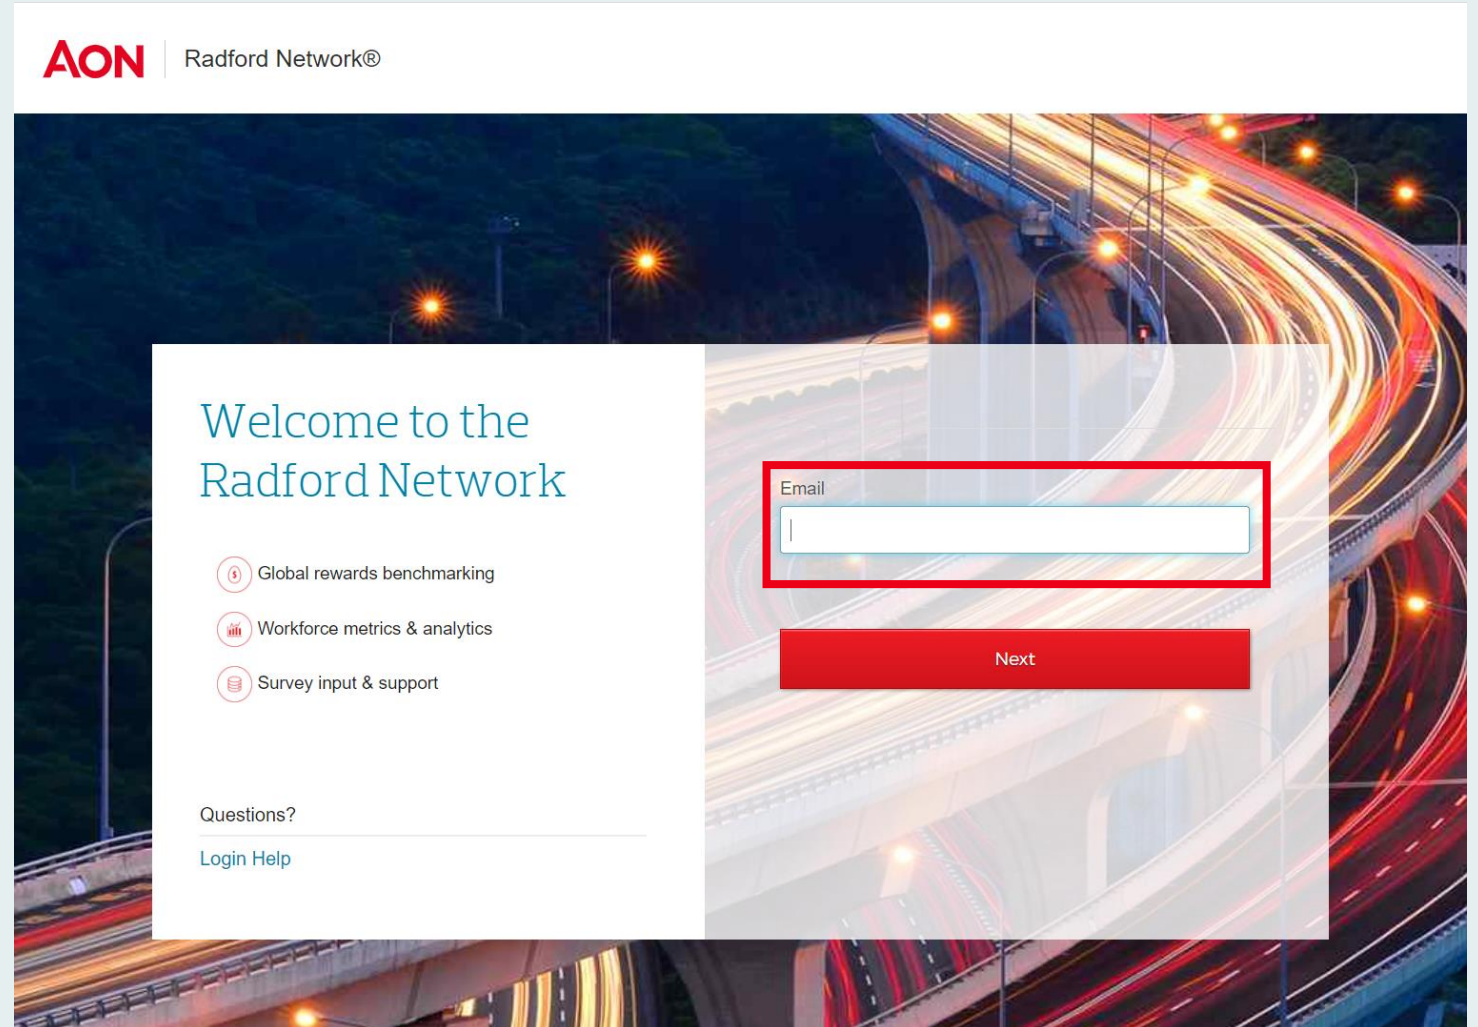 AON
Radford Network®
Welcome to the
Radford Network
Global rewards benchmarking
Workforce metrics & analytics
Survey input & support
Questions?
Login Help
Email
Next